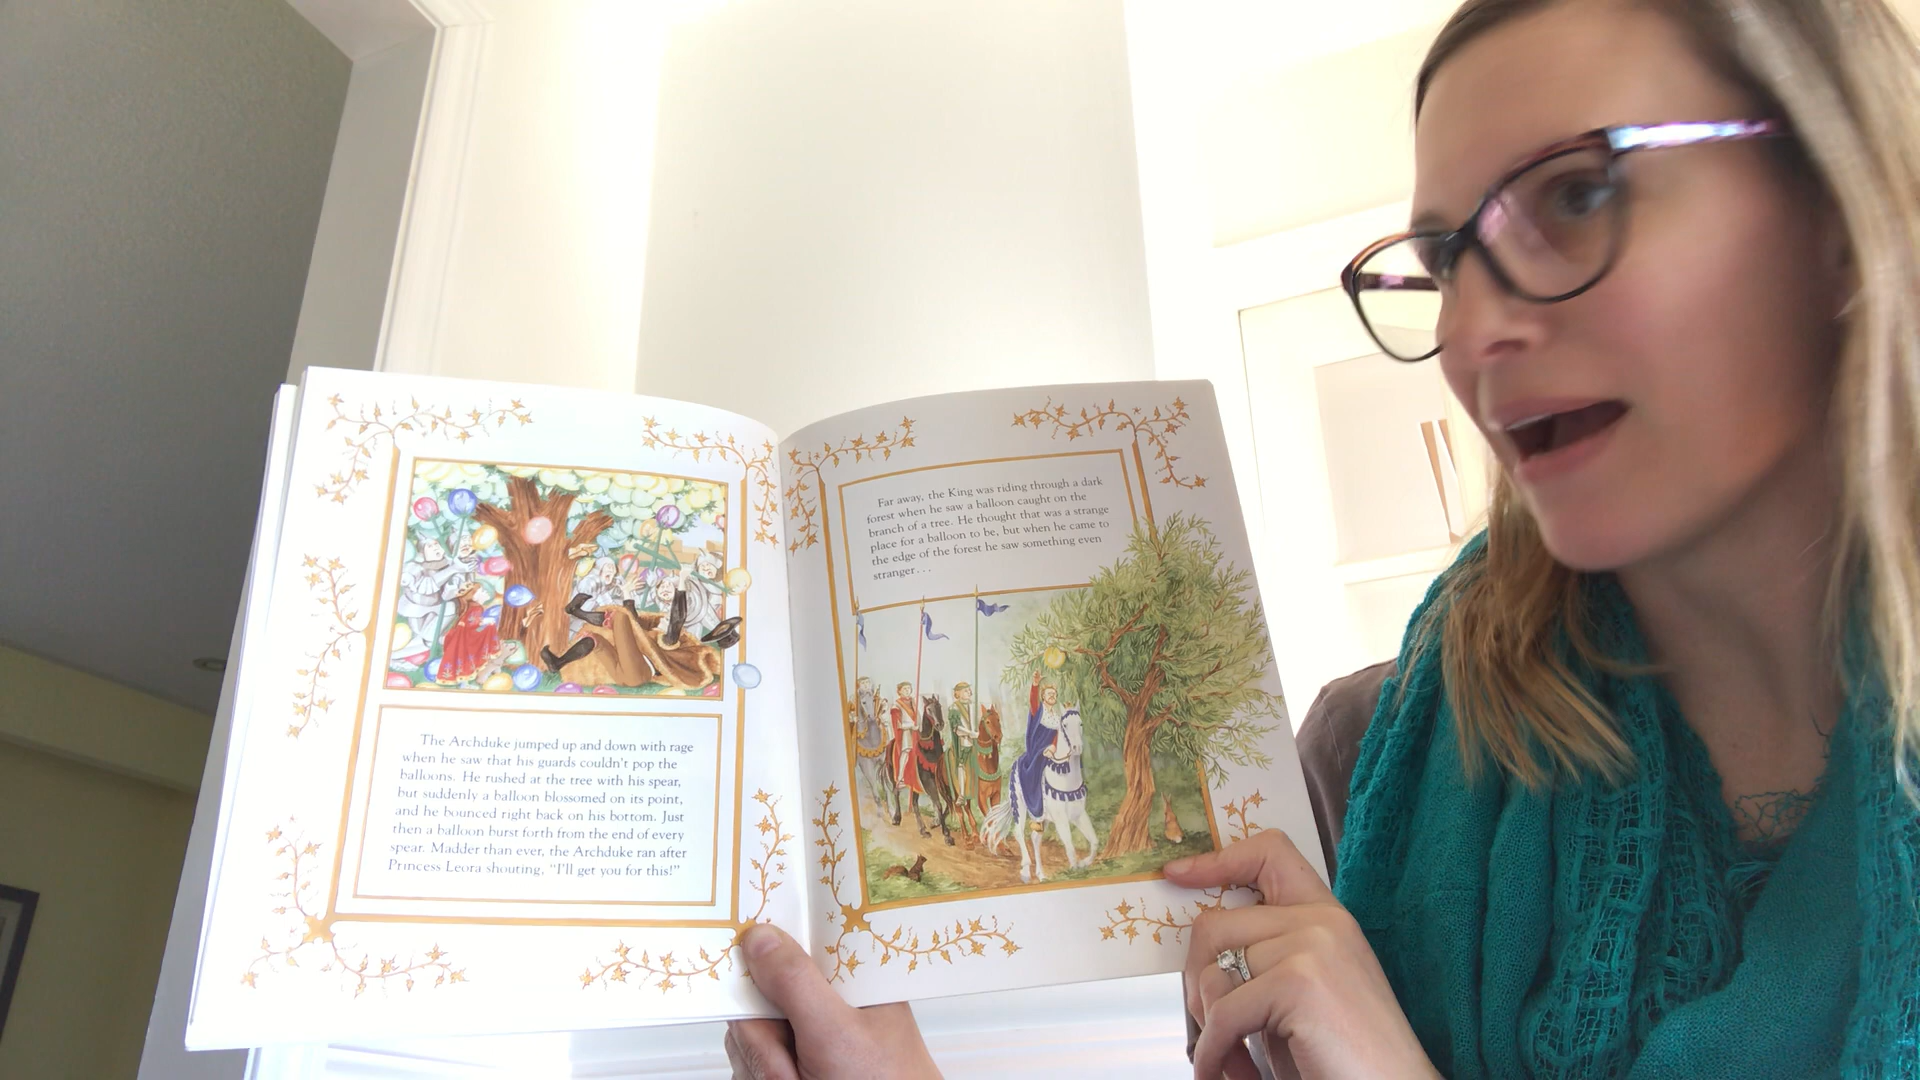 The Archduke jumped up and down with rage
when he saw that his guards couldn't pop the
balloons. He rushed at the tree with his spear,
but suddenly a balloon blossomed on its point,
and he bounced right back on his bottom. Just
then a balloon burst forth from the end of every
spear. Madder than ever, the Archduke ran after
Princess Leora shouting, "I'll get you for this!"
Far away, the King was riding through a dark
forest when he saw a balloon caught on the
branch of a tree. He thought that was a strange
place for a balloon to be, but when he came to
the edge of the forest he saw something even
stranger...